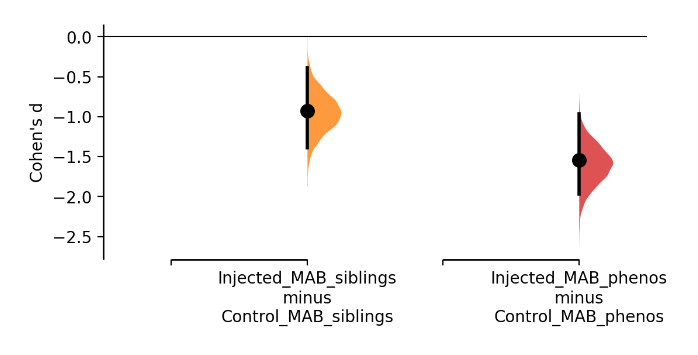 0.0
−0.5
−1.0
−1.5
−2.0
−2.5
Cohen's d
Injected_MAB_siblings
minus
Control_MAB_siblings
Injected_MAB_phenos
minus
Control_MAB_phenos